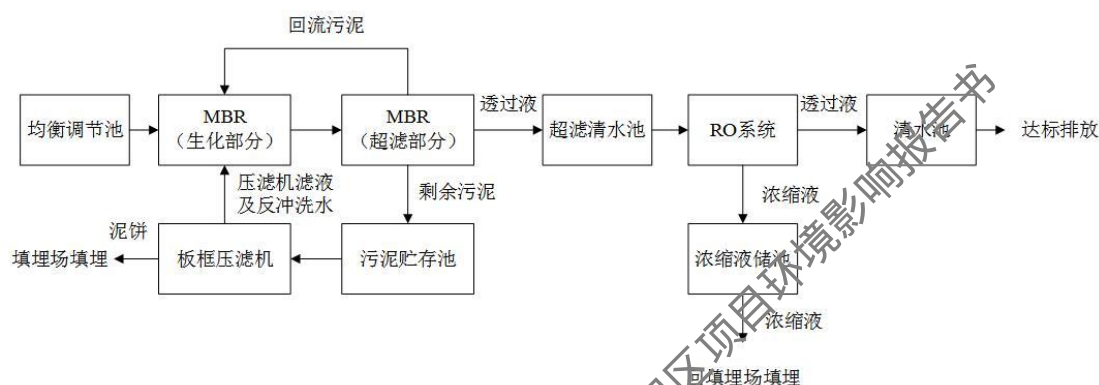 回流污泥
均衡调节池
MBR
（生化部分）
MBR
（超滤部分）
透过液
超滤清水池
RO系统
透过液
清水池
达标排放
压滤机滤液
及反冲洗水
剩余污泥
浓缩液
泥饼
填埋场填埋
板框压滤机
污泥贮存池
浓缩液储池
浓缩液
回填埋场填埋
区项目环境影响报告书